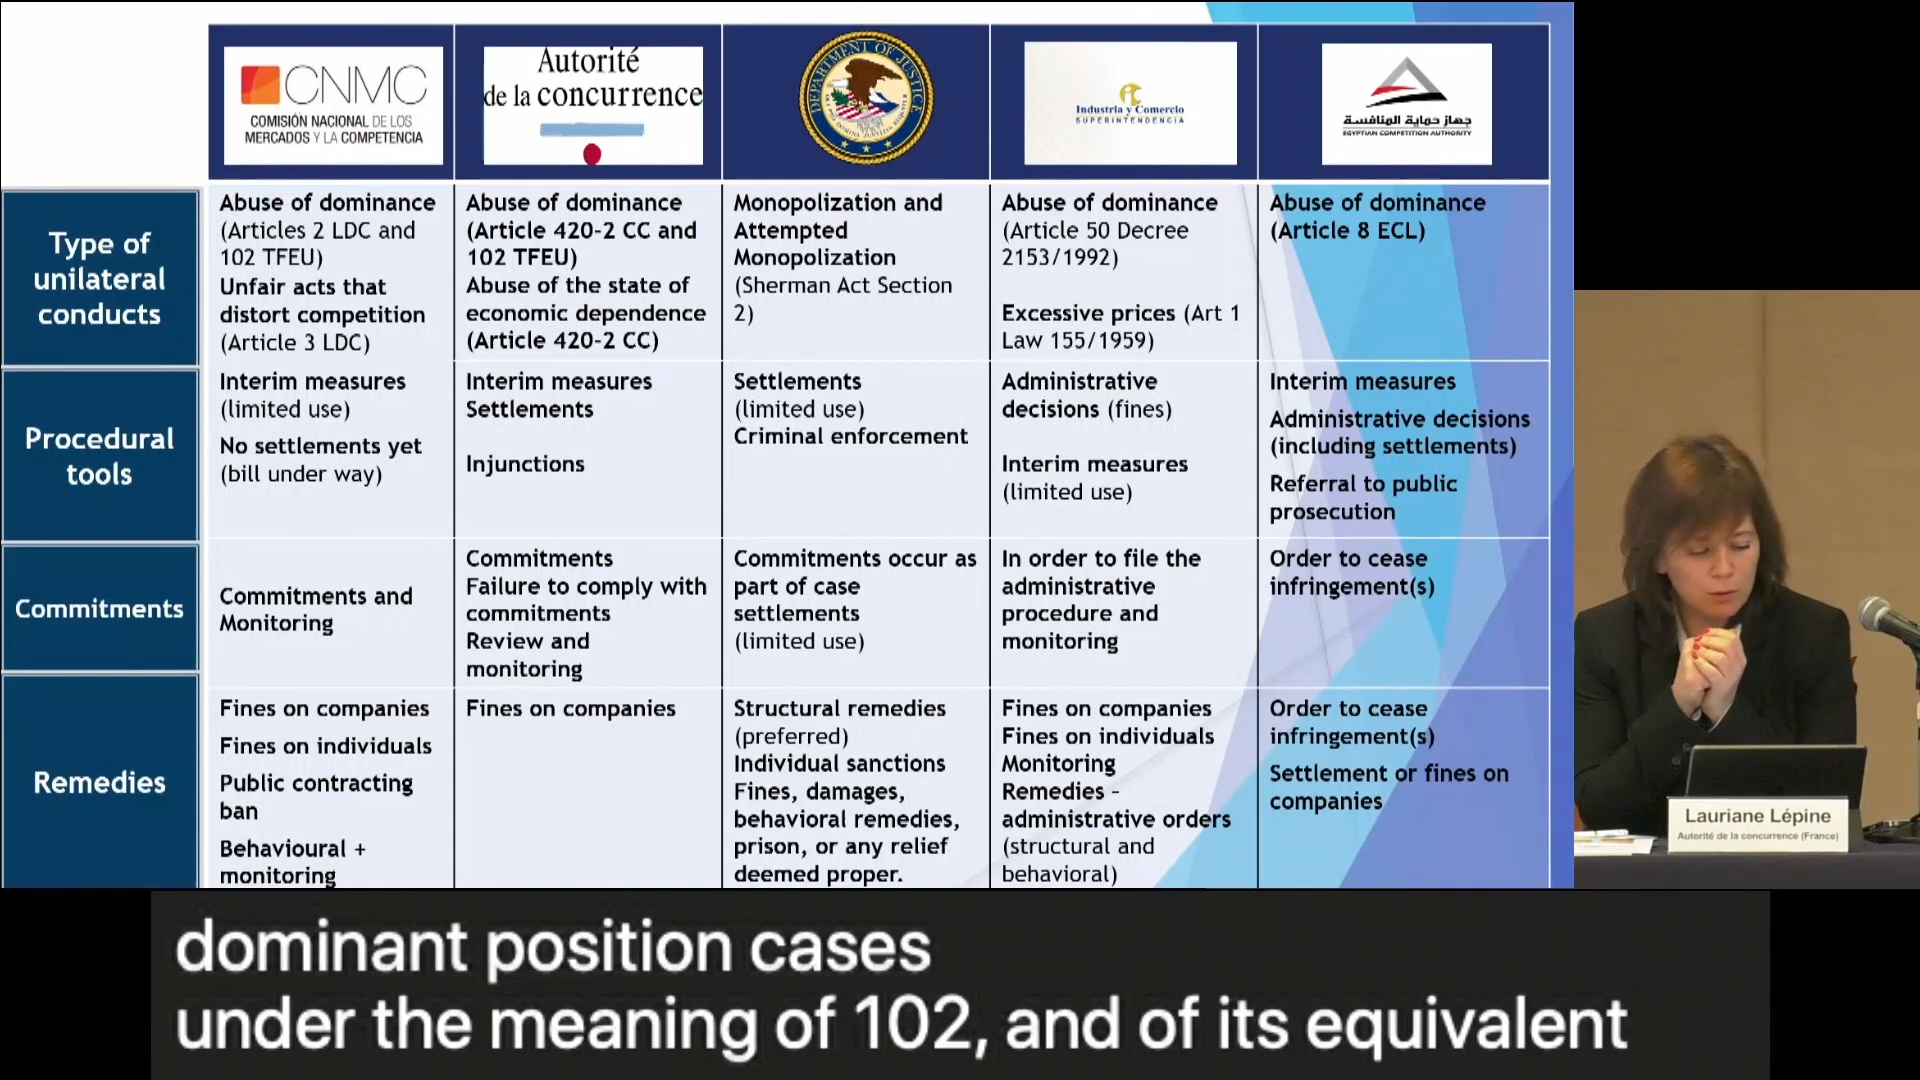 CNMC
COMISIÓN NACIONAL DE LOS
MERCADOS Y LA COMPETENCIA
Autorité
de la concurrence
DEPARTMENT OF JUSTICE
Industria y Comercio
SUPERINTENDENCIA
جهاز حماية المنافسة
EGYPTIAN COMPETITION AUTHORITY
Type of
unilateral
conducts
Abuse of dominance
(Articles 2 LDC and
102 TFEU)
Unfair acts that
distort competition
(Article 3 LDC)
Abuse of dominance
(Article 420-2 CC and
102 TFEU)
Abuse of the state of
economic dependence
(Article 420-2 CC)
Monopolization and
Attempted
Monopolization
(Sherman Act Section
2)
Abuse of dominance
(Article 50 Decree
2153/1992)
Excessive prices (Art 1
Law 155/1959)
Abuse of dominance
(Article 8 ECL)
Procedural
tools
Interim measures
(limited use)
No settlements yet
(bill under way)
Interim measures
Settlements
Injunctions
Settlements
(limited use)
Criminal enforcement
Administrative
decisions (fines)
Interim measures
(limited use)
Interim measures
Administrative decisions
(including settlements)
Referral to public
prosecution
Commitments
Commitments and
Monitoring
Commitments
Failure to comply with
commitments
Review and
monitoring
Commitments occur as
part of case
settlements
(limited use)
In order to file the
administrative
procedure and
monitoring
Order to cease
infringement(s)
Remedies
Fines on companies
Fines on individuals
Public contracting
ban
Behavioural +
monitoring
Fines on companies
Structural remedies
(preferred)
Individual sanctions
Fines, damages,
behavioral remedies,
prison, or any relief
deemed proper.
Fines on companies
Fines on individuals
Monitoring
Remedies –
administrative orders
(structural and
behavioral)
Order to cease
infringement(s)
Settlement or fines on
companies
Lauriane Lépine
Autorité de la concurrence (France)
dominant position cases
under the meaning of 102, and of its equivalent